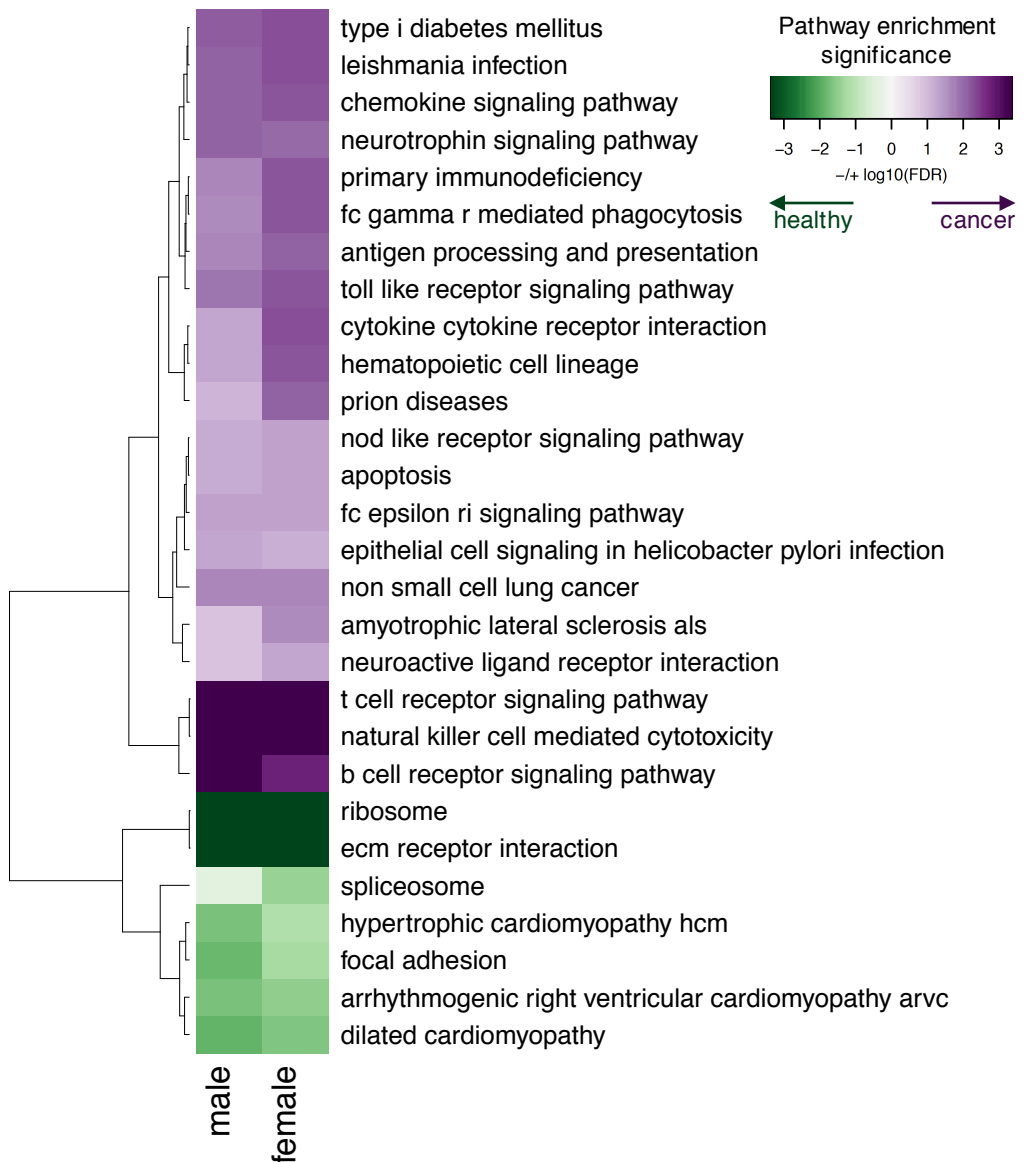 type i diabetes mellitus
leishmania infection
chemokine signaling pathway
neurotrophin signaling pathway
primary immunodeficiency
fc gamma r mediated phagocytosis
antigen processing and presentation
toll like receptor signaling pathway
cytokine cytokine receptor interaction
hematopoietic cell lineage
prion diseases
nod like receptor signaling pathway
apoptosis
fc epsilon ri signaling pathway
epithelial cell signaling in helicobacter pylori infection
non small cell lung cancer
amyotrophic lateral sclerosis als
neuroactive ligand receptor interaction
t cell receptor signaling pathway
natural killer cell mediated cytotoxicity
b cell receptor signaling pathway
ribosome
ecm receptor interaction
spliceosome
hypertrophic cardiomyopathy hcm
focal adhesion
arrhythmogenic right ventricular cardiomyopathy arvc
dilated cardiomyopathy
male female
Pathway enrichment
significance
−3 −2 −1 0 1 2 3
−/+ log10(FDR)
healthy cancer